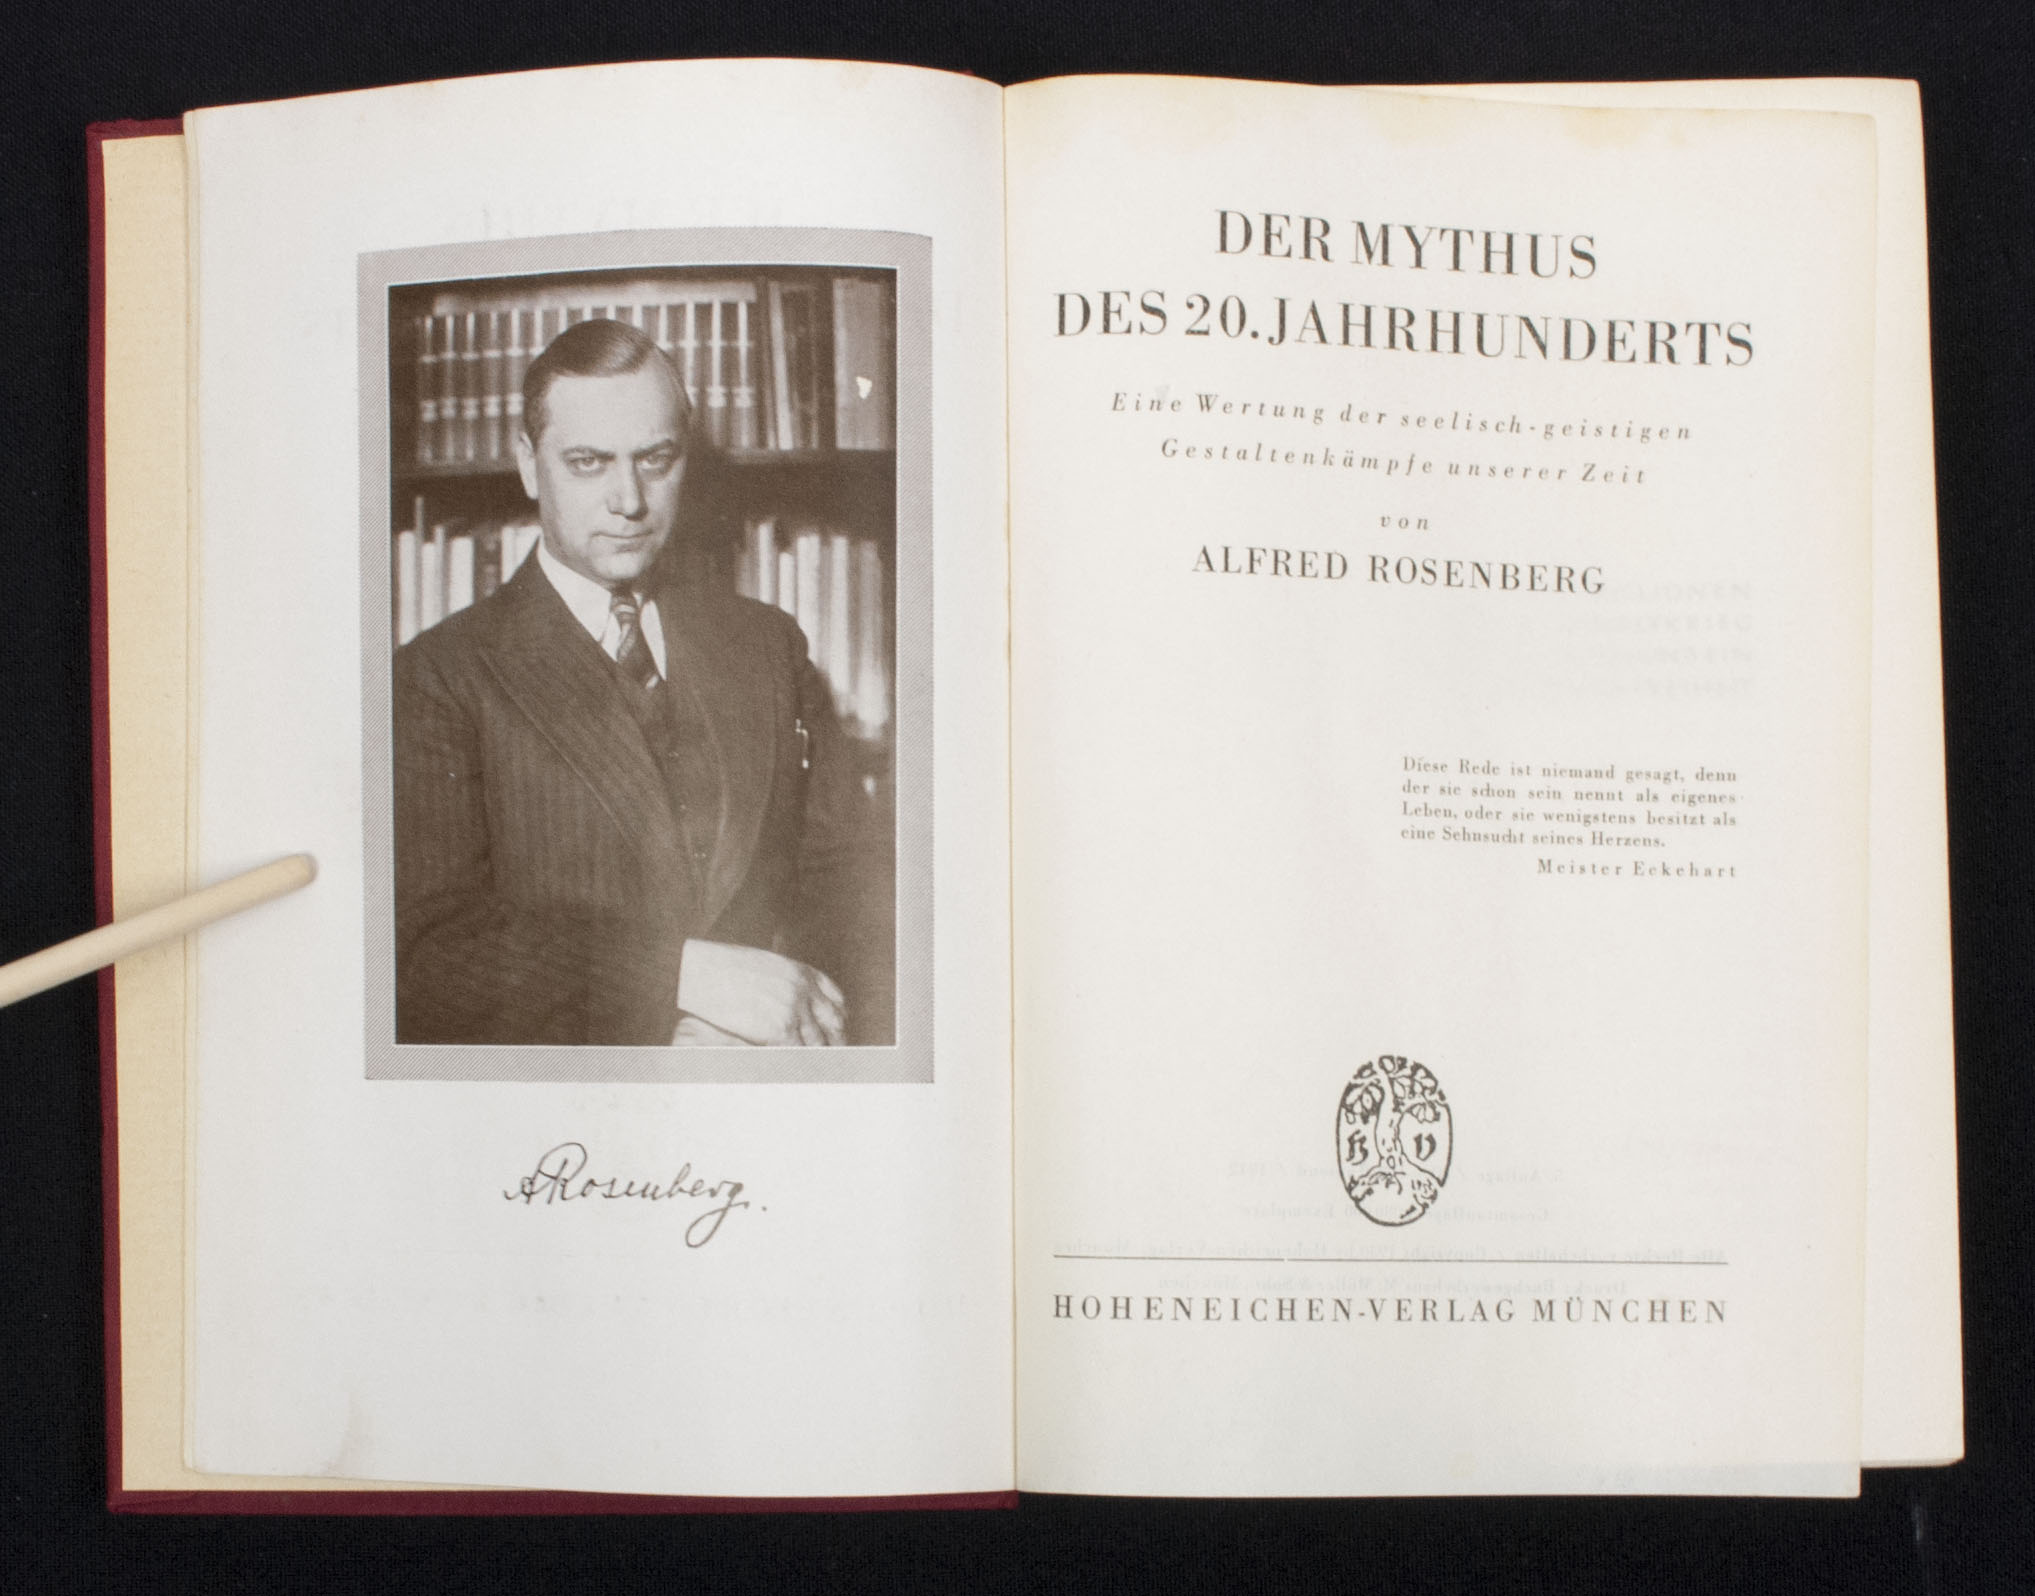 ARosenberg.
DER MYTHUS
DES 20. JAHRHUNDERTS
Eine Wertung der seelisch-geistigen
Gestaltenkämpfe unserer Zeit
von
ALFRED ROSENBERG
Diese Rede ist niemand gesagt, denn
der sie schon sein nennt als eigenes
Leben, oder sie wenigstens besitzt als
eine Sehnsucht seines Herzens.
Meister Eckehart
H V
HOHENEICHEN-VERLAG MÜNCHEN